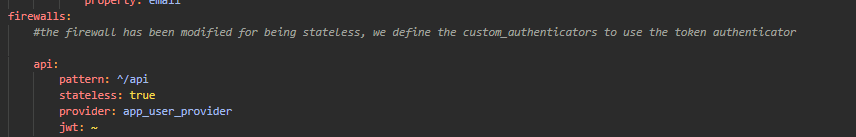 property: email
firewalls:
#the firewall has been modified for being stateless, we define the custom_authenticators to use the token authenticator
api:
pattern: ^/api
stateless: true
provider: app_user_provider
jwt: ~